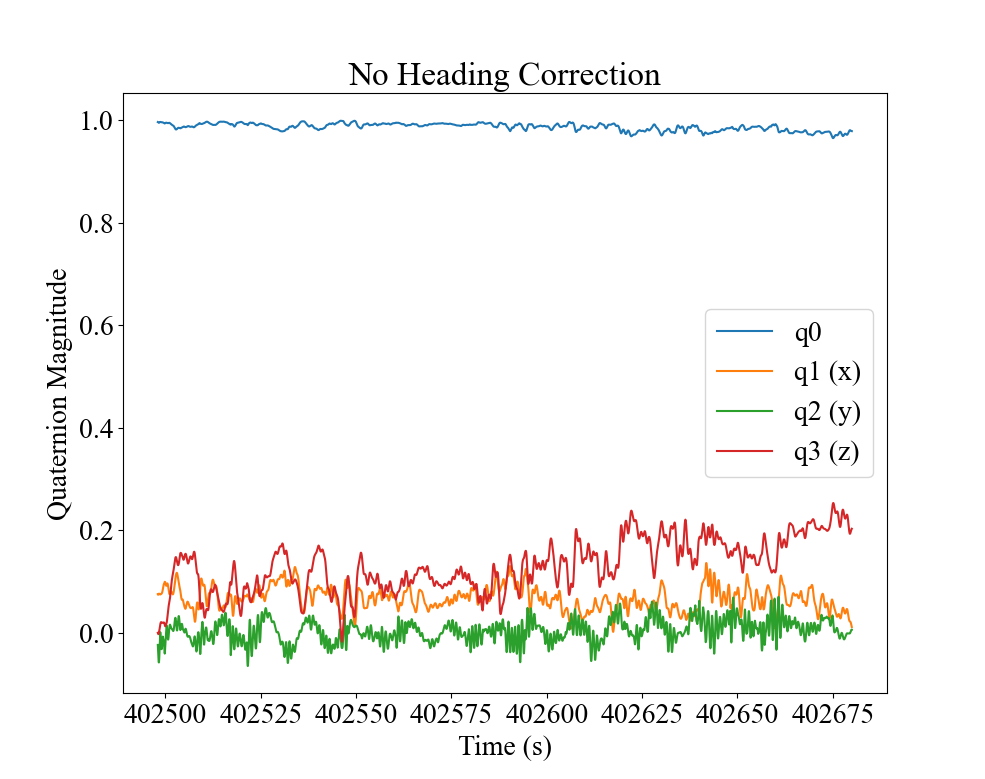 No Heading Correction
1.0
0.8
0.6
0.4
0.2
0.0
Quaternion Magnitude
q0
q1 (x)
q2 (y)
q3 (z)
402500 402525 402550 402575 402600 402625 402650 402675
Time (s)